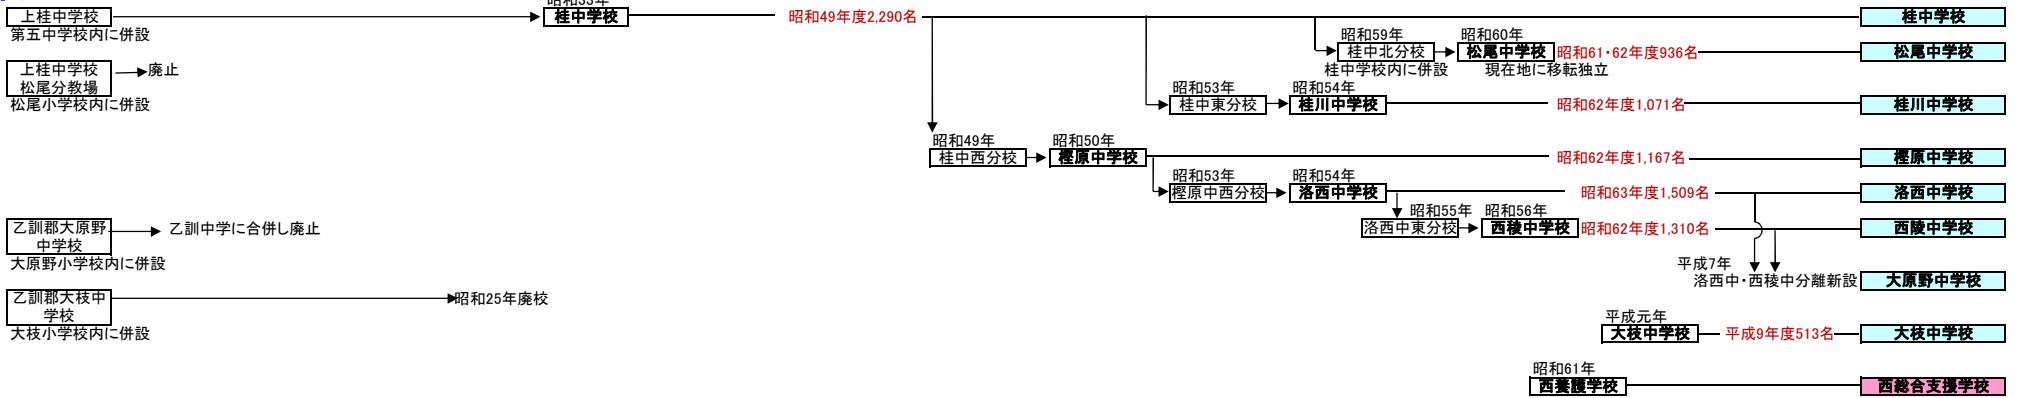 昭和33年
上桂中学校
桂中学校
昭和49年度2,290名
桂中学校
第五中学校内に併設
昭和59年
昭和60年
桂中北分校
松尾中学校
昭和61・62年度936名
松尾中学校
桂中学校内に併設
現在地に移転独立
上桂中学校
松尾分教場
廃止
松尾小学校内に併設
昭和53年
昭和54年
桂中東分校
桂川中学校
昭和62年度1,071名
桂川中学校
昭和49年
昭和50年
桂中西分校
樫原中学校
昭和62年度1,167名
樫原中学校
昭和53年
昭和54年
樫原中西分校
洛西中学校
昭和63年度1,509名
洛西中学校
昭和55年
昭和56年
洛西中東分校
西稜中学校
昭和62年度1,310名
西陵中学校
乙訓郡大原野
中学校
乙訓中学に合併し廃止
大原野小学校内に併設
平成7年
洛西中・西稜中分離新設
大原野中学校
乙訓郡大枝中
学校
昭和25年廃校
大枝小学校内に併設
平成元年
大枝中学校
平成9年度513名
大枝中学校
昭和61年
西養護学校
西総合支援学校